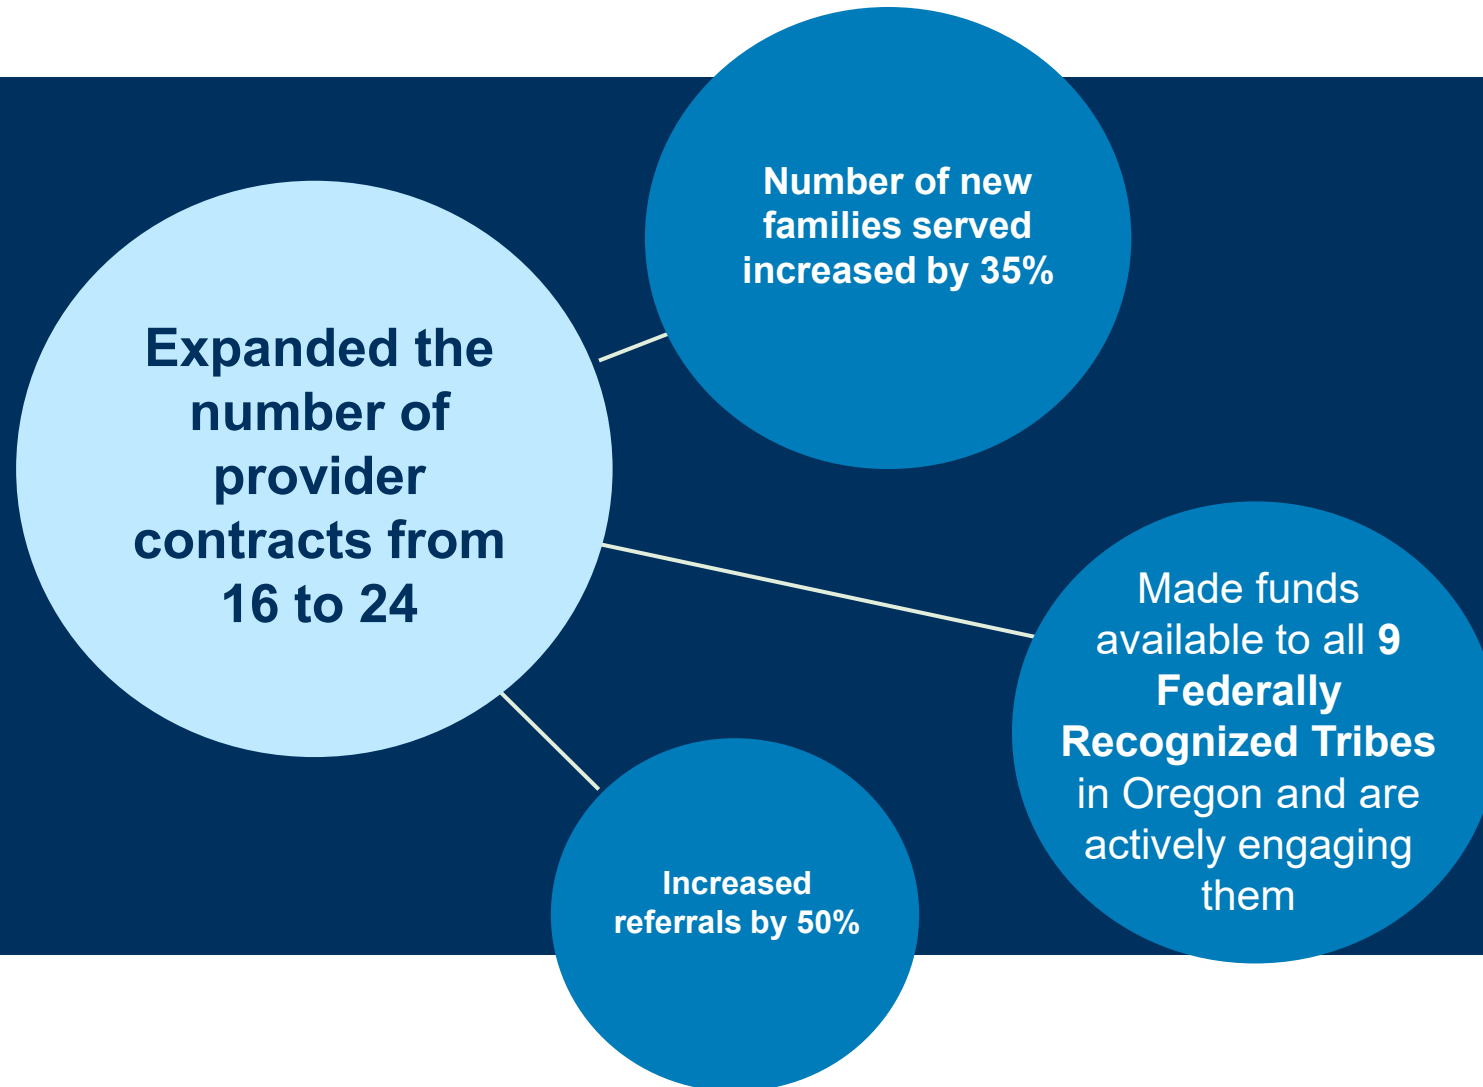 Expanded the
number of
provider
contracts from
16 to 24
Number of new
families served
increased by 35%
Made funds
available to all 9
Federally
Recognized Tribes
in Oregon and are
actively engaging
them
Increased
referrals by 50%